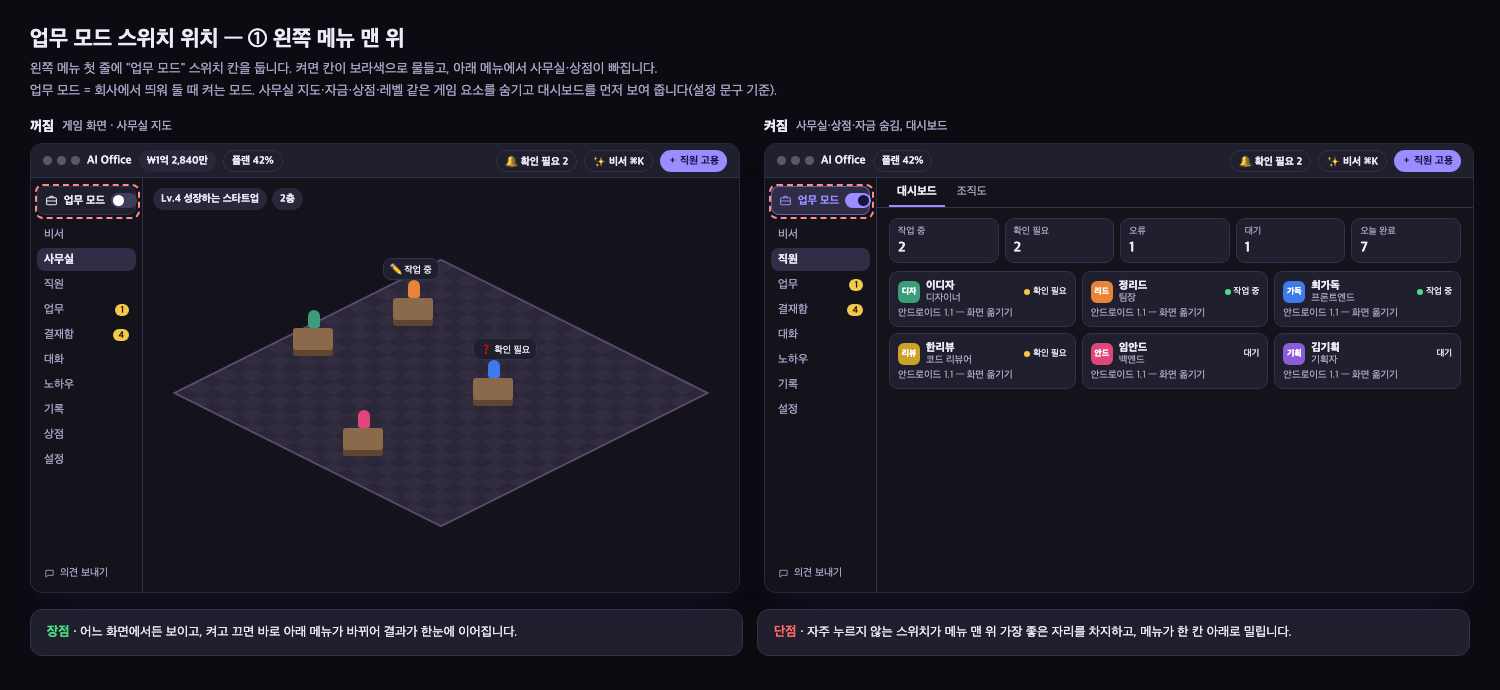 업무 모드 스위치 위치 — ① 왼쪽 메뉴 맨 위
왼쪽 메뉴 첫 줄에 "업무 모드" 스위치 칸을 둡니다. 켜면 칸이 보라색으로 물들고, 아래 메뉴에서 사무실·상점이 빠집니다.
업무 모드 = 회사에서 띄워 둘 때 켜는 모드. 사무실 지도·자금·상점·레벨 같은 게임 요소를 숨기고 대시보드를 먼저 보여 줍니다(설정 문구 기준).
꺼짐 게임 화면 · 사무실 지도
AI Office ₩1억 2,840만 플랜 42% 확인 필요 2 비서 ⌘K + 직원 고용
업무 모드
Lv.4 성장하는 스타트업 2층
비서
사무실
직원
업무 1
결재함 4
대화
노하우
기록
상점
설정
의견 보내기
✏️ 작업 중
❓ 확인 필요
켜짐 사무실·상점·자금 숨김, 대시보드
AI Office 플랜 42% 확인 필요 2 비서 ⌘K + 직원 고용
업무 모드
비서
직원
업무 1
결재함 4
대화
노하우
기록
설정
의견 보내기
대시보드 조직도
작업 중 확인 필요 오류 대기 오늘 완료
2 2 1 1 7
디자 이디자 확인 필요
디자이너
안드로이드 1.1 — 화면 옮기기
리드 정리드 작업 중
팀장
안드로이드 1.1 — 화면 옮기기
가독 최가독 작업 중
프론트엔드
안드로이드 1.1 — 화면 옮기기
리뷰 한리뷰 확인 필요
코드 리뷰어
안드로이드 1.1 — 화면 옮기기
안드 임안드 대기
백엔드
안드로이드 1.1 — 화면 옮기기
기획 김기획 대기
기획자
안드로이드 1.1 — 화면 옮기기
장점 · 어느 화면에서든 보이고, 켜고 끄면 바로 아래 메뉴가 바뀌어 결과가 한눈에 이어집니다.
단점 · 자주 누르지 않는 스위치가 메뉴 맨 위 가장 좋은 자리를 차지하고, 메뉴가 한 칸 아래로 밀립니다.